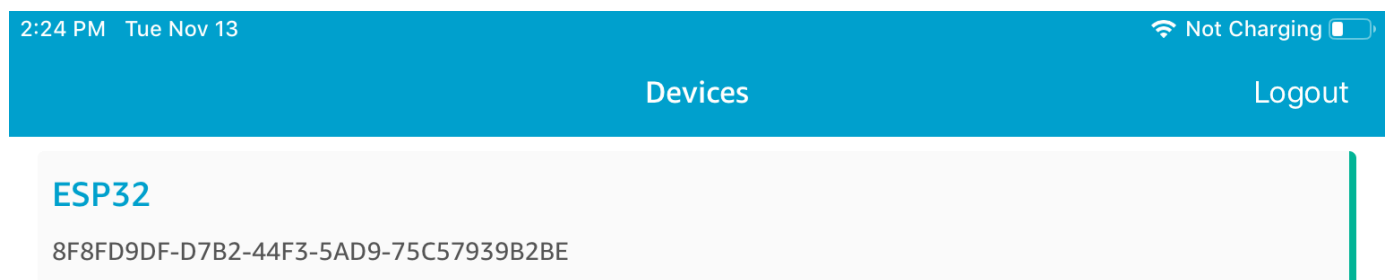 2:24 PM Tue Nov 13 Not Charging
Devices Logout
ESP32
8F8FD9DF-D7B2-44F3-5AD9-75C57939B2BE